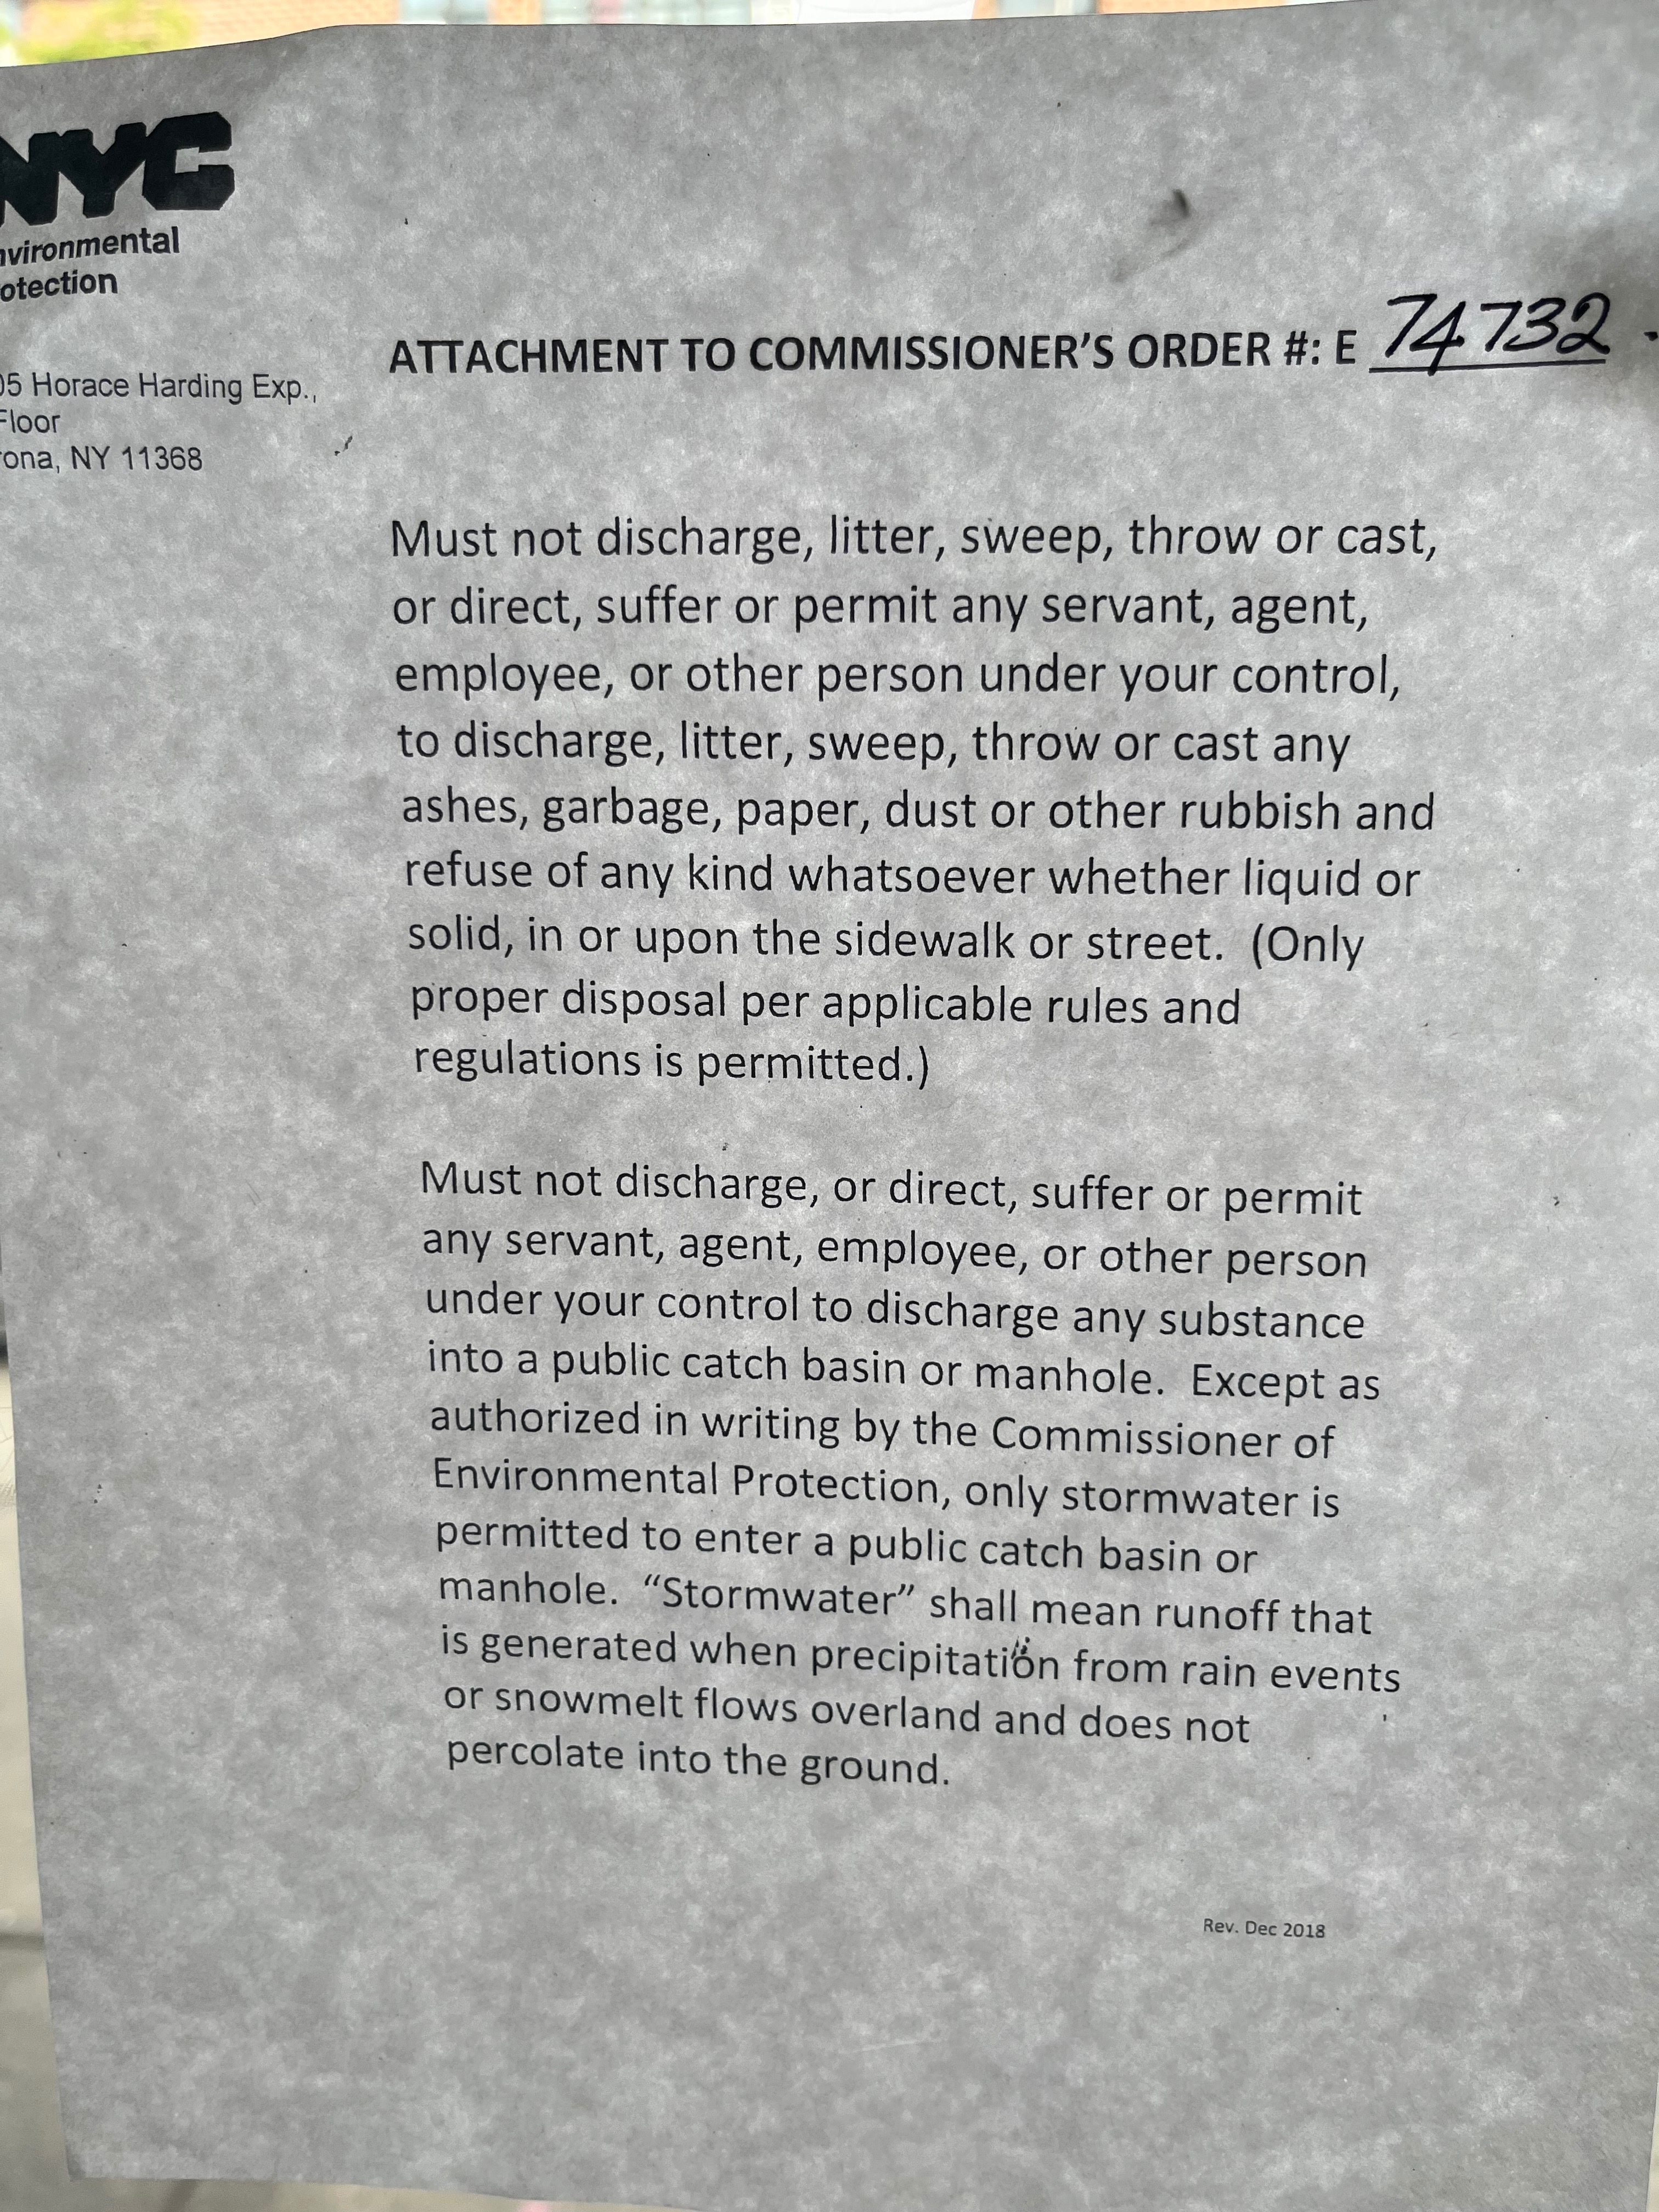 NYC
nvironmental
otection
05 Horace Harding Exp.,
Floor
rona, NY 11368
ATTACHMENT TO COMMISSIONER'S ORDER #: E 74732
Must not discharge, litter, sweep, throw or cast,
or direct, suffer or permit any servant, agent,
employee, or other person under your control,
to discharge, litter, sweep, throw or cast any
ashes, garbage, paper, dust or other rubbish and
refuse of any kind whatsoever whether liquid or
solid, in or upon the sidewalk or street.  (Only
proper disposal per applicable rules and
regulations is permitted.)
Must not discharge, or direct, suffer or permit
any servant, agent, employee, or other person
under your control to discharge any substance
into a public catch basin or manhole.  Except as
authorized in writing by the Commissioner of
Environmental Protection, only stormwater is
permitted to enter a public catch basin or
manhole.  “Stormwater” shall mean runoff that
is generated when precipitation from rain events
or snowmelt flows overland and does not
percolate into the ground.
Rev. Dec 2018